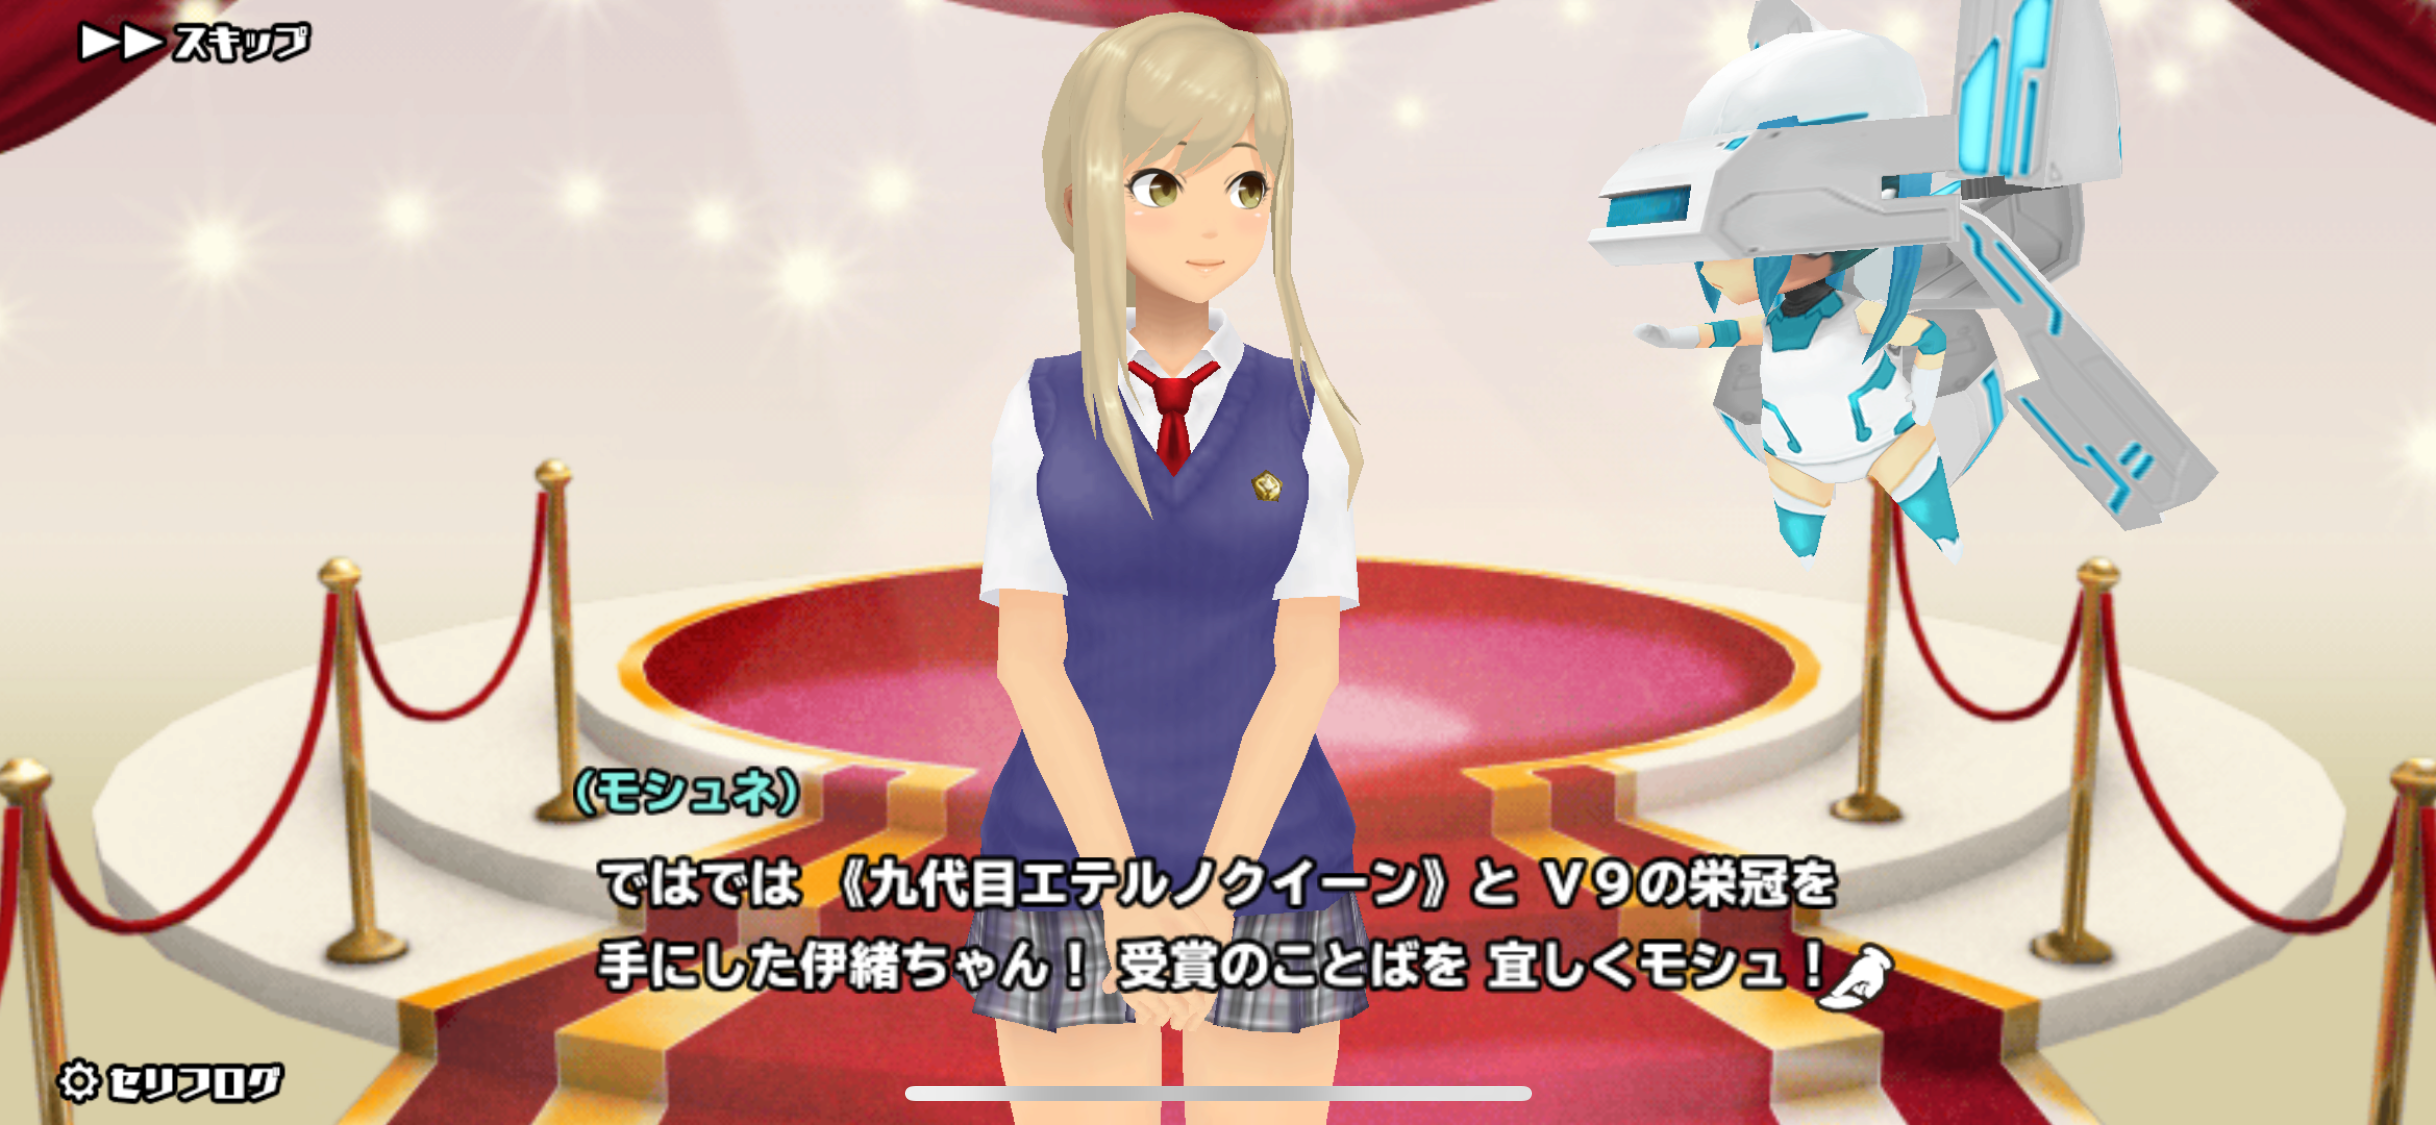 スキップ
(モシュネ)
ではでは 《九代目エテルノクイーン》 と V9の栄冠を
手にした伊緒ちゃん! 受賞のことばを 宜しくモシュ!
セリフログ